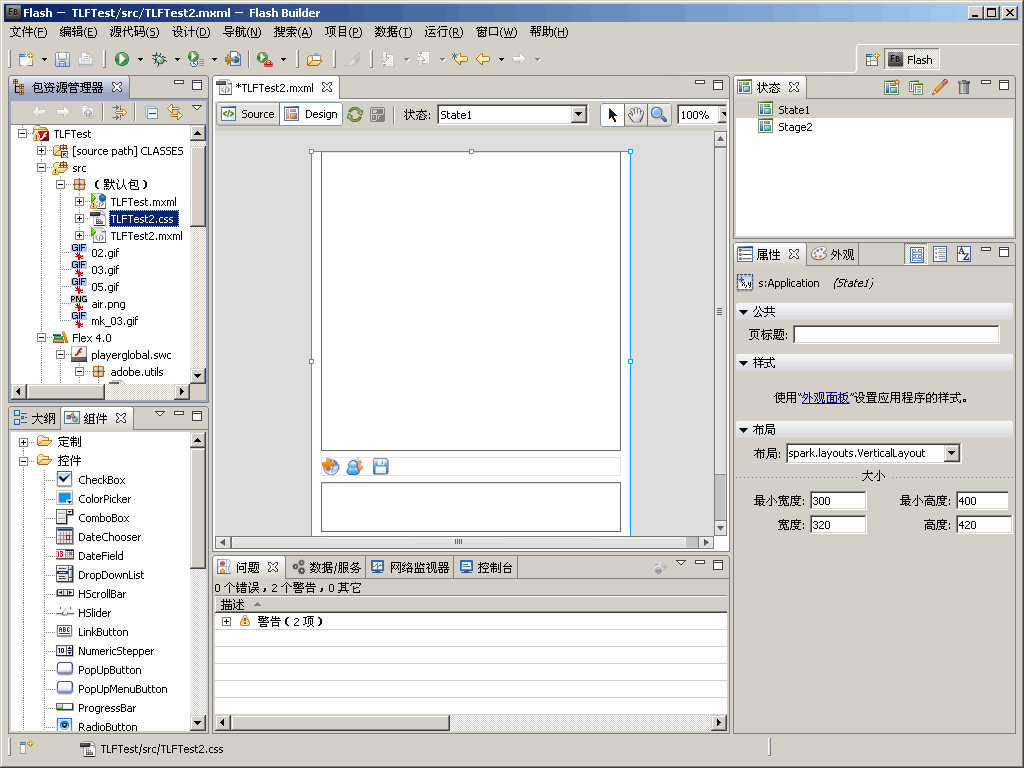 Flash － TLFTest/src/TLFTest2.mxml － Flash Builder
文件(F) 编辑(E) 源代码(S) 设计(D) 导航(N) 搜索(A) 项目(P) 数据(T) 运行(R) 窗口(W) 帮助(H)
Flash
包资源管理器
TLFTest
[source path] CLASSES
src
（默认包）
TLFTest.mxml
TLFTest2.css
TLFTest2.mxml
02.gif
03.gif
05.gif
air.png
mk_03.gif
Flex 4.0
playerglobal.swc
adobe.utils
大纲 组件
定制
控件
CheckBox
ColorPicker
ComboBox
DateChooser
DateField
DropDownList
HScrollBar
HSlider
LinkButton
NumericStepper
PopUpButton
PopUpMenuButton
ProgressBar
RadioButton
*TLFTest2.mxml
Source Design 状态: State1 100%
问题 数据/服务 网络监视器 控制台
0 个错误，2 个警告，0 其它
描述
警告（2 项）
状态
State1
Stage2
属性 外观
s:Application (State1)
公共
页标题:
样式
使用“外观面板”设置应用程序的样式。
布局
布局: spark.layouts.VerticalLayout
大小
最小宽度: 300 最小高度: 400
宽度: 320 高度: 420
TLFTest/src/TLFTest2.css